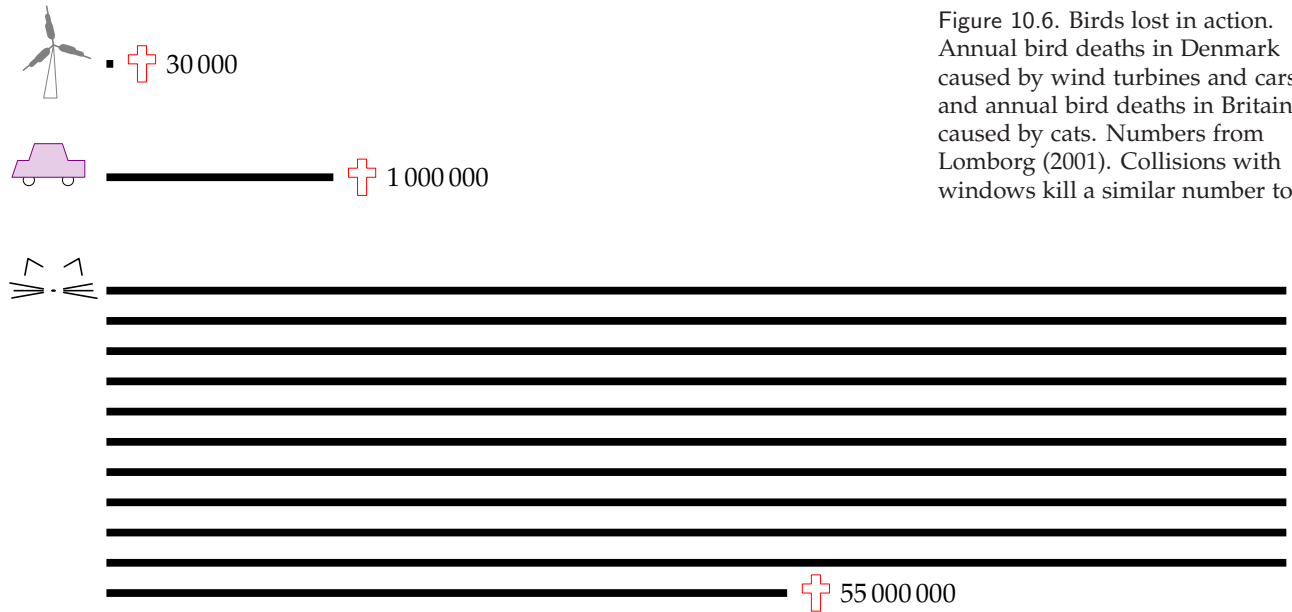 30 000
1 000 000
55 000 000
Figure 10.6. Birds lost in action.
Annual bird deaths in Denmark
caused by wind turbines and cars
and annual bird deaths in Britain
caused by cats. Numbers from
Lomborg (2001). Collisions with
windows kill a similar number to